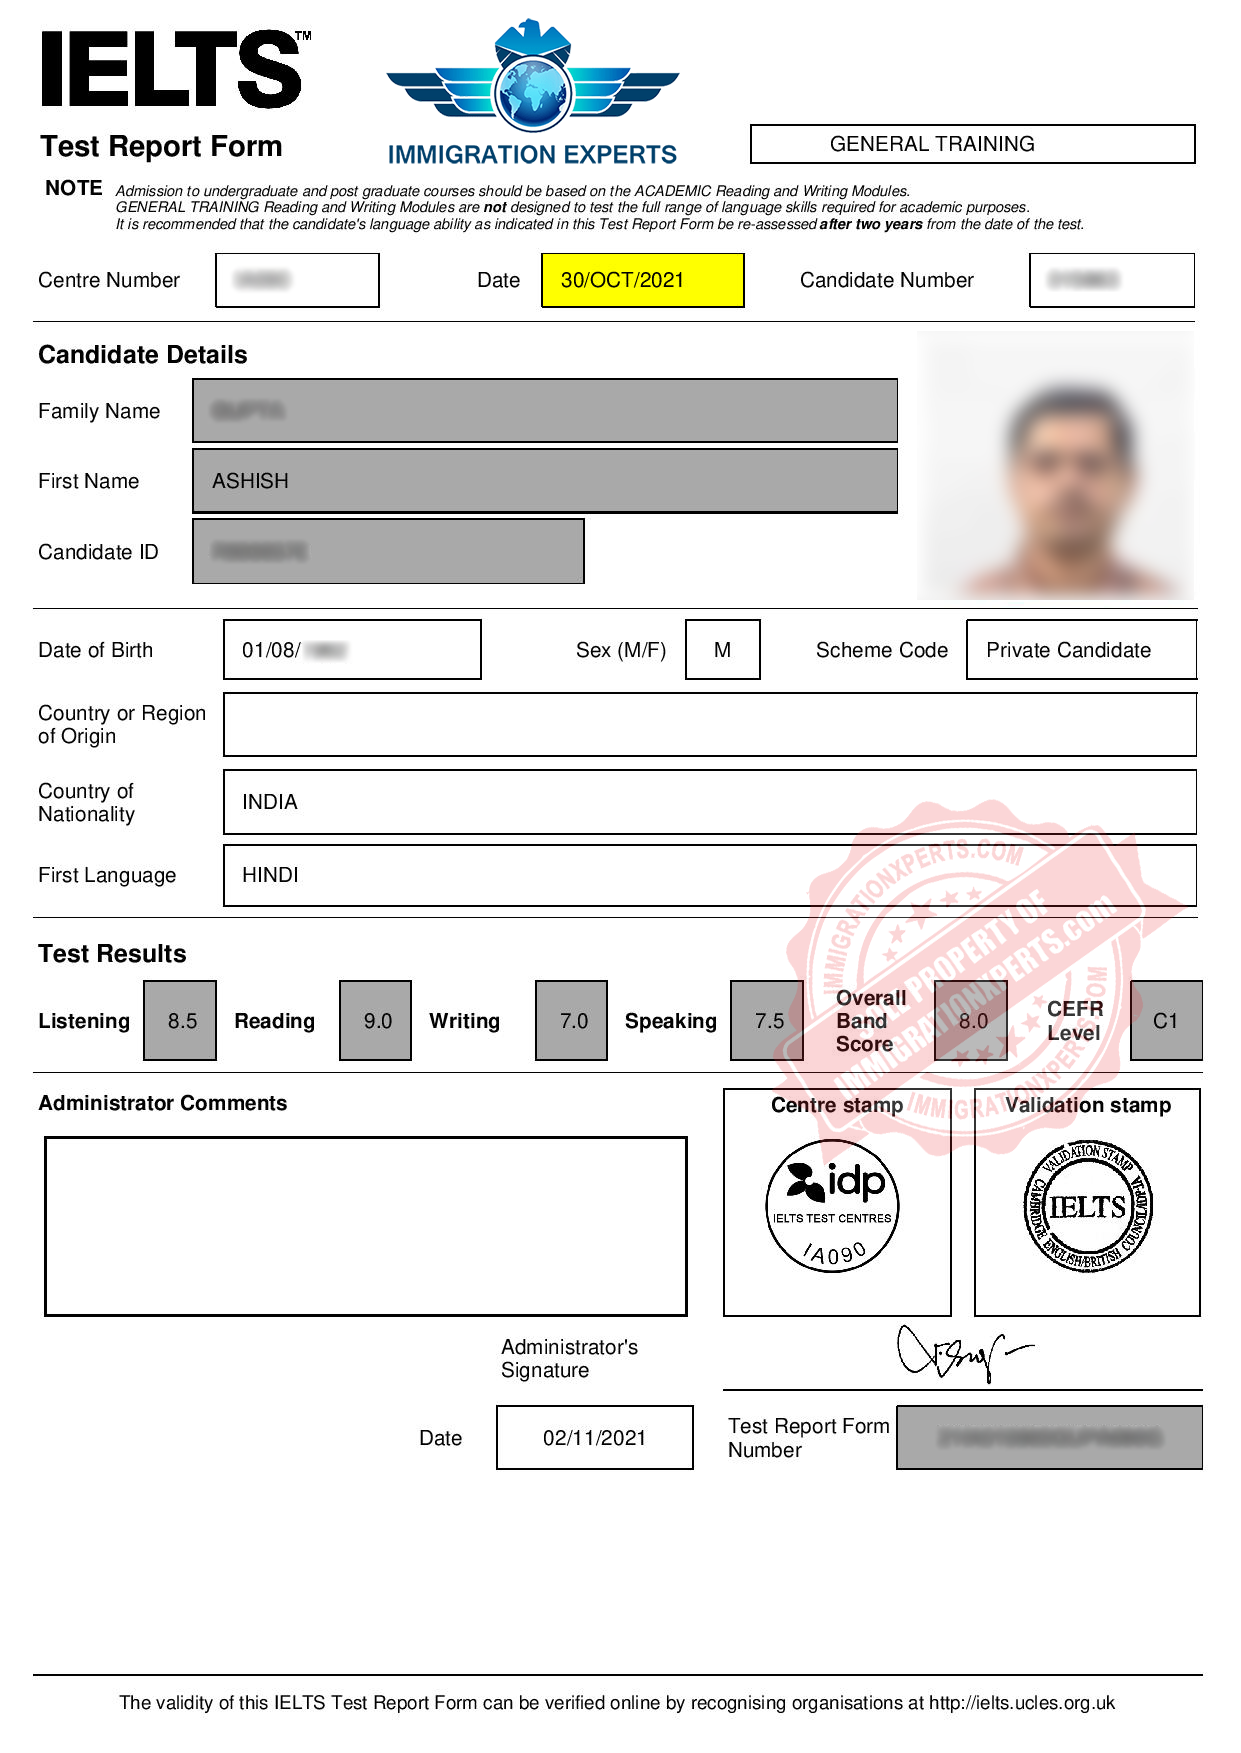 IELTS™
IMMIGRATION EXPERTS
Test Report Form
GENERAL TRAINING
NOTE Admission to undergraduate and post graduate courses should be based on the ACADEMIC Reading and Writing Modules.
GENERAL TRAINING Reading and Writing Modules are not designed to test the full range of language skills required for academic purposes.
It is recommended that the candidate's language ability as indicated in this Test Report Form be re-assessed after two years from the date of the test.
Centre Number
Date 30/OCT/2021
Candidate Number
Candidate Details
Family Name
First Name ASHISH
Candidate ID
Date of Birth 01/08/
Sex (M/F) M
Scheme Code Private Candidate
Country or Region
of Origin
Country of
Nationality
INDIA
First Language HINDI
IMMIGRATIONXPERTS.COM
PROPERTY OF
IMMIGRATIONXPERTS.com
IMMIGRATIONXPERTS.COM
Test Results
Listening 8.5 Reading 9.0 Writing 7.0 Speaking 7.5
Overall
Band
Score
8.0
CEFR
Level
C1
Administrator Comments
Centre stamp
idp
IELTS TEST CENTRES
IA090
Validation stamp
VALIDATION STAMP
IELTS
CAMBRIDGE ENGLISH/BRITISH COUNCIL/IDP:IA
Administrator's
Signature
Date 02/11/2021
Test Report Form
Number
The validity of this IELTS Test Report Form can be verified online by recognising organisations at http://ielts.ucles.org.uk